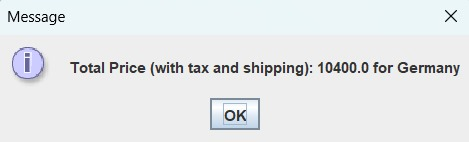 Message
Total Price (with tax and shipping): 10400.0 for Germany
OK